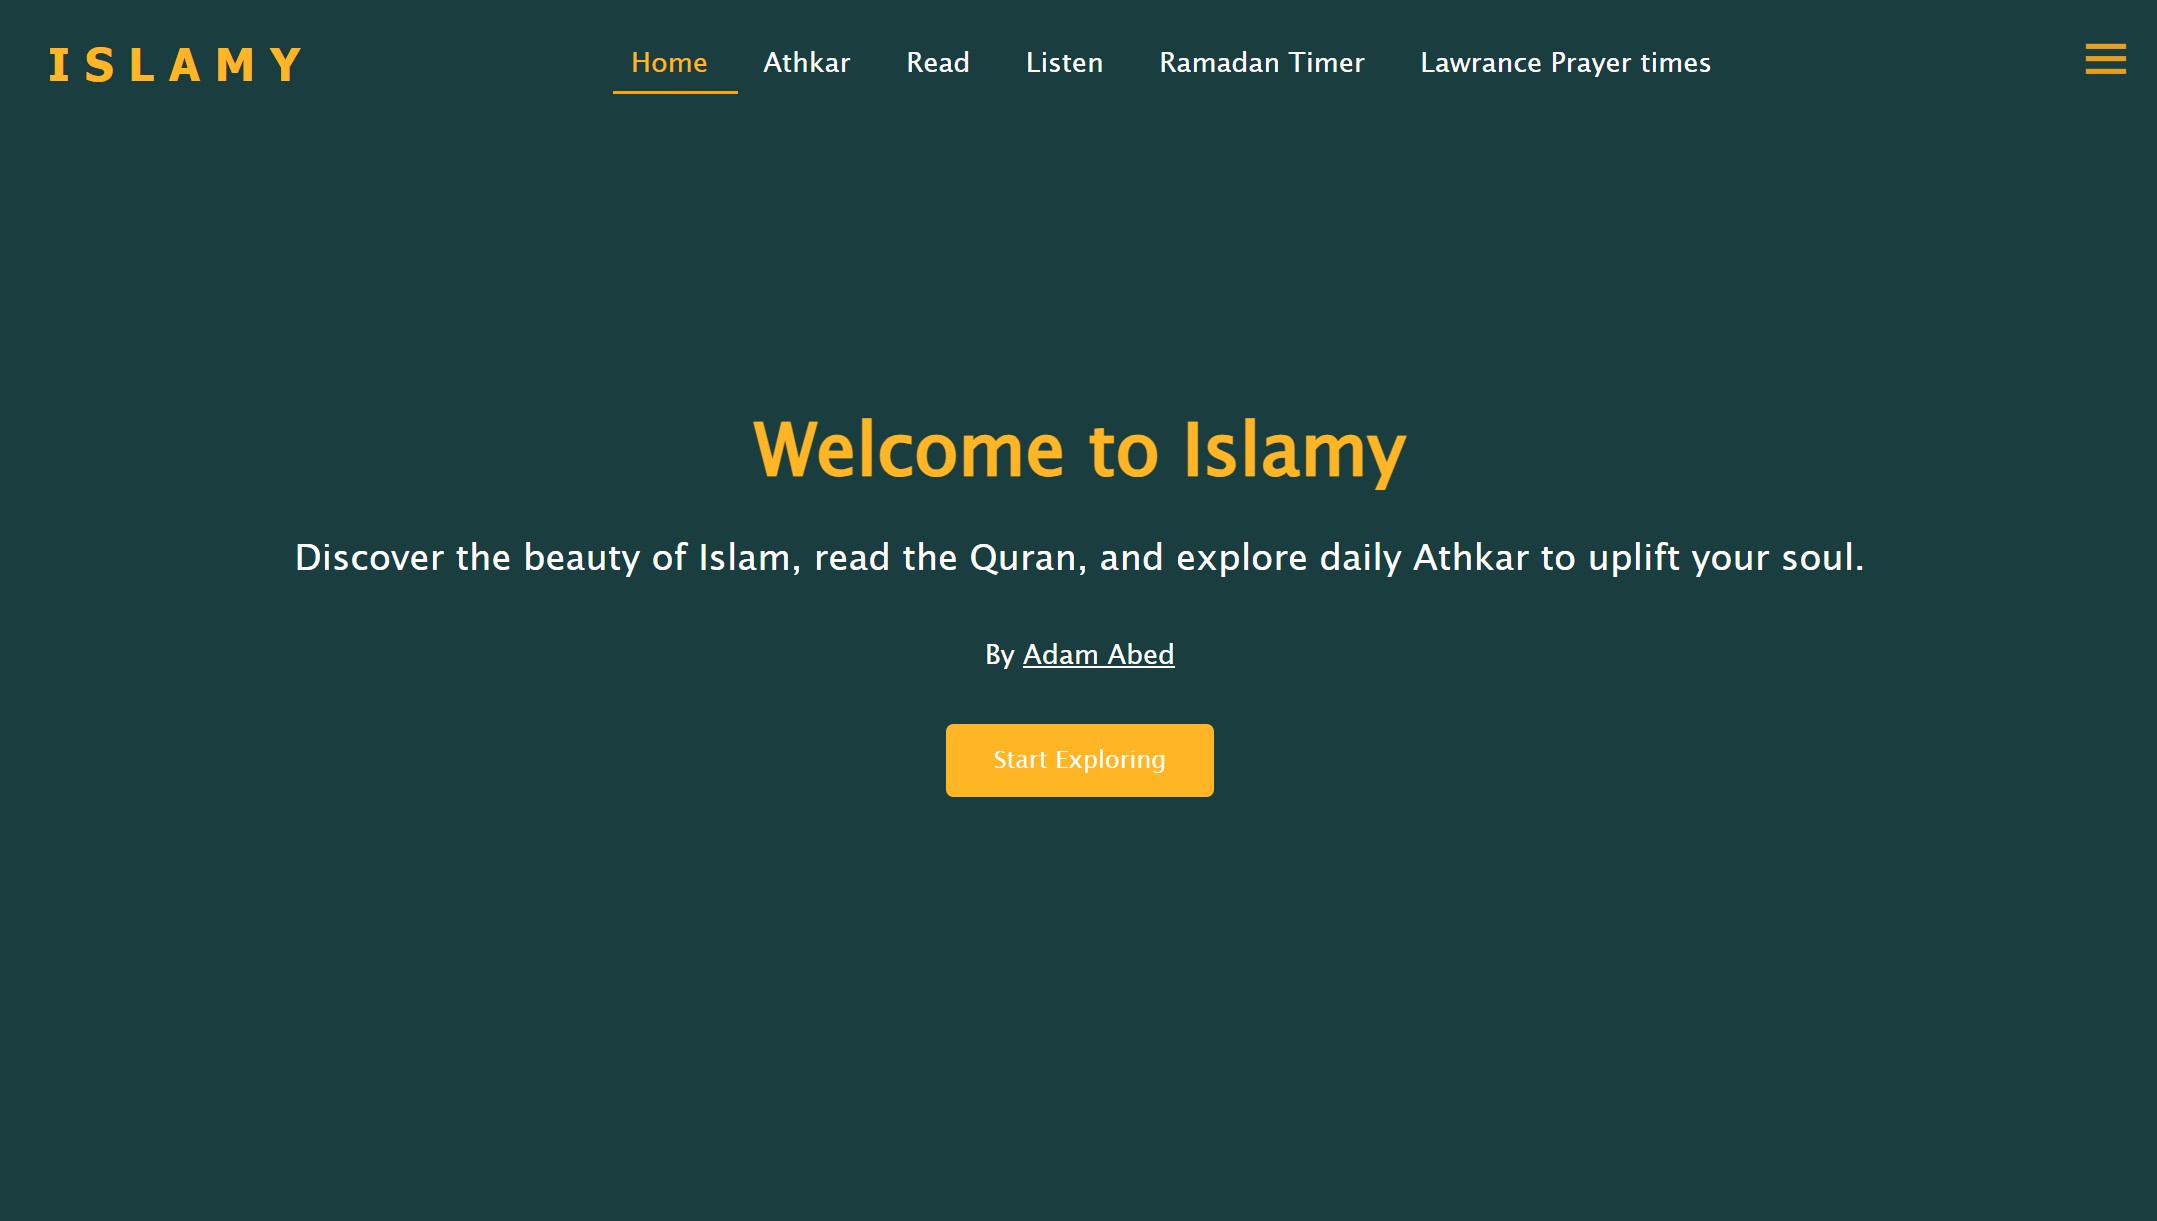 ISLAMY
Home Athkar Read Listen Ramadan Timer Lawrance Prayer times
Welcome to Islamy
Discover the beauty of Islam, read the Quran, and explore daily Athkar to uplift your soul.
By Adam Abed
Start Exploring